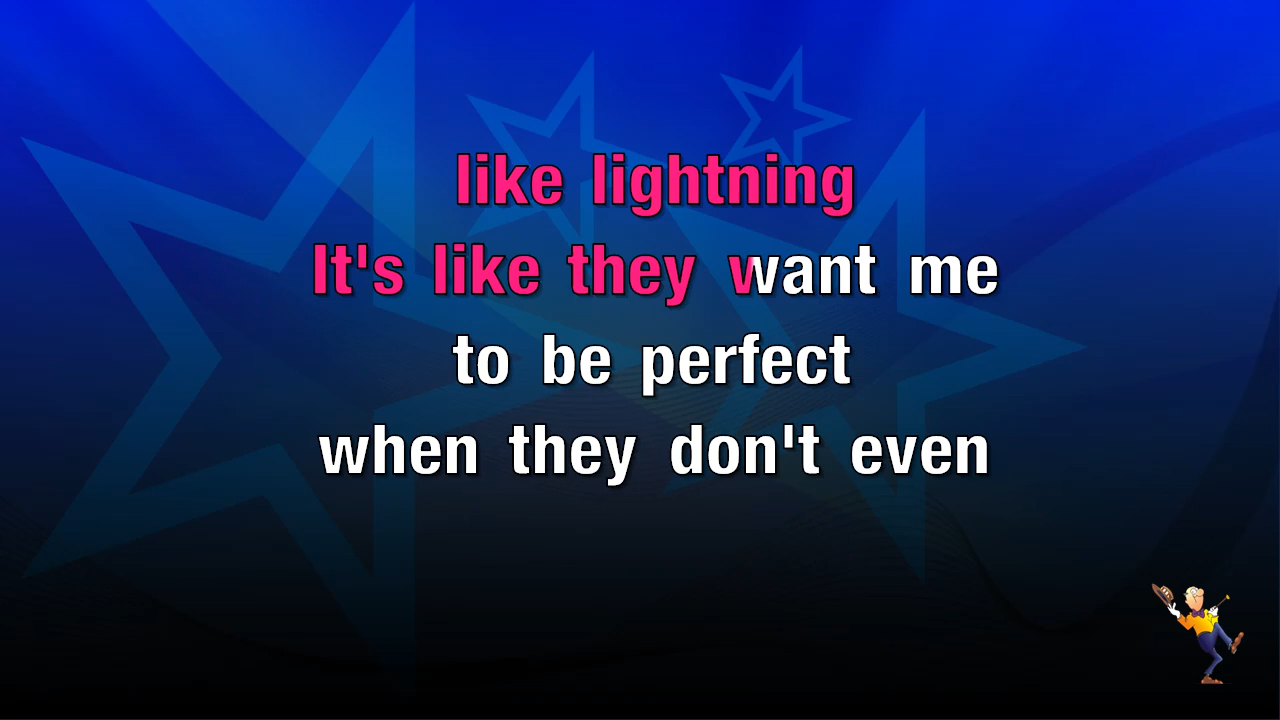 like lightning
It's like they want me
to be perfect
when they don't even